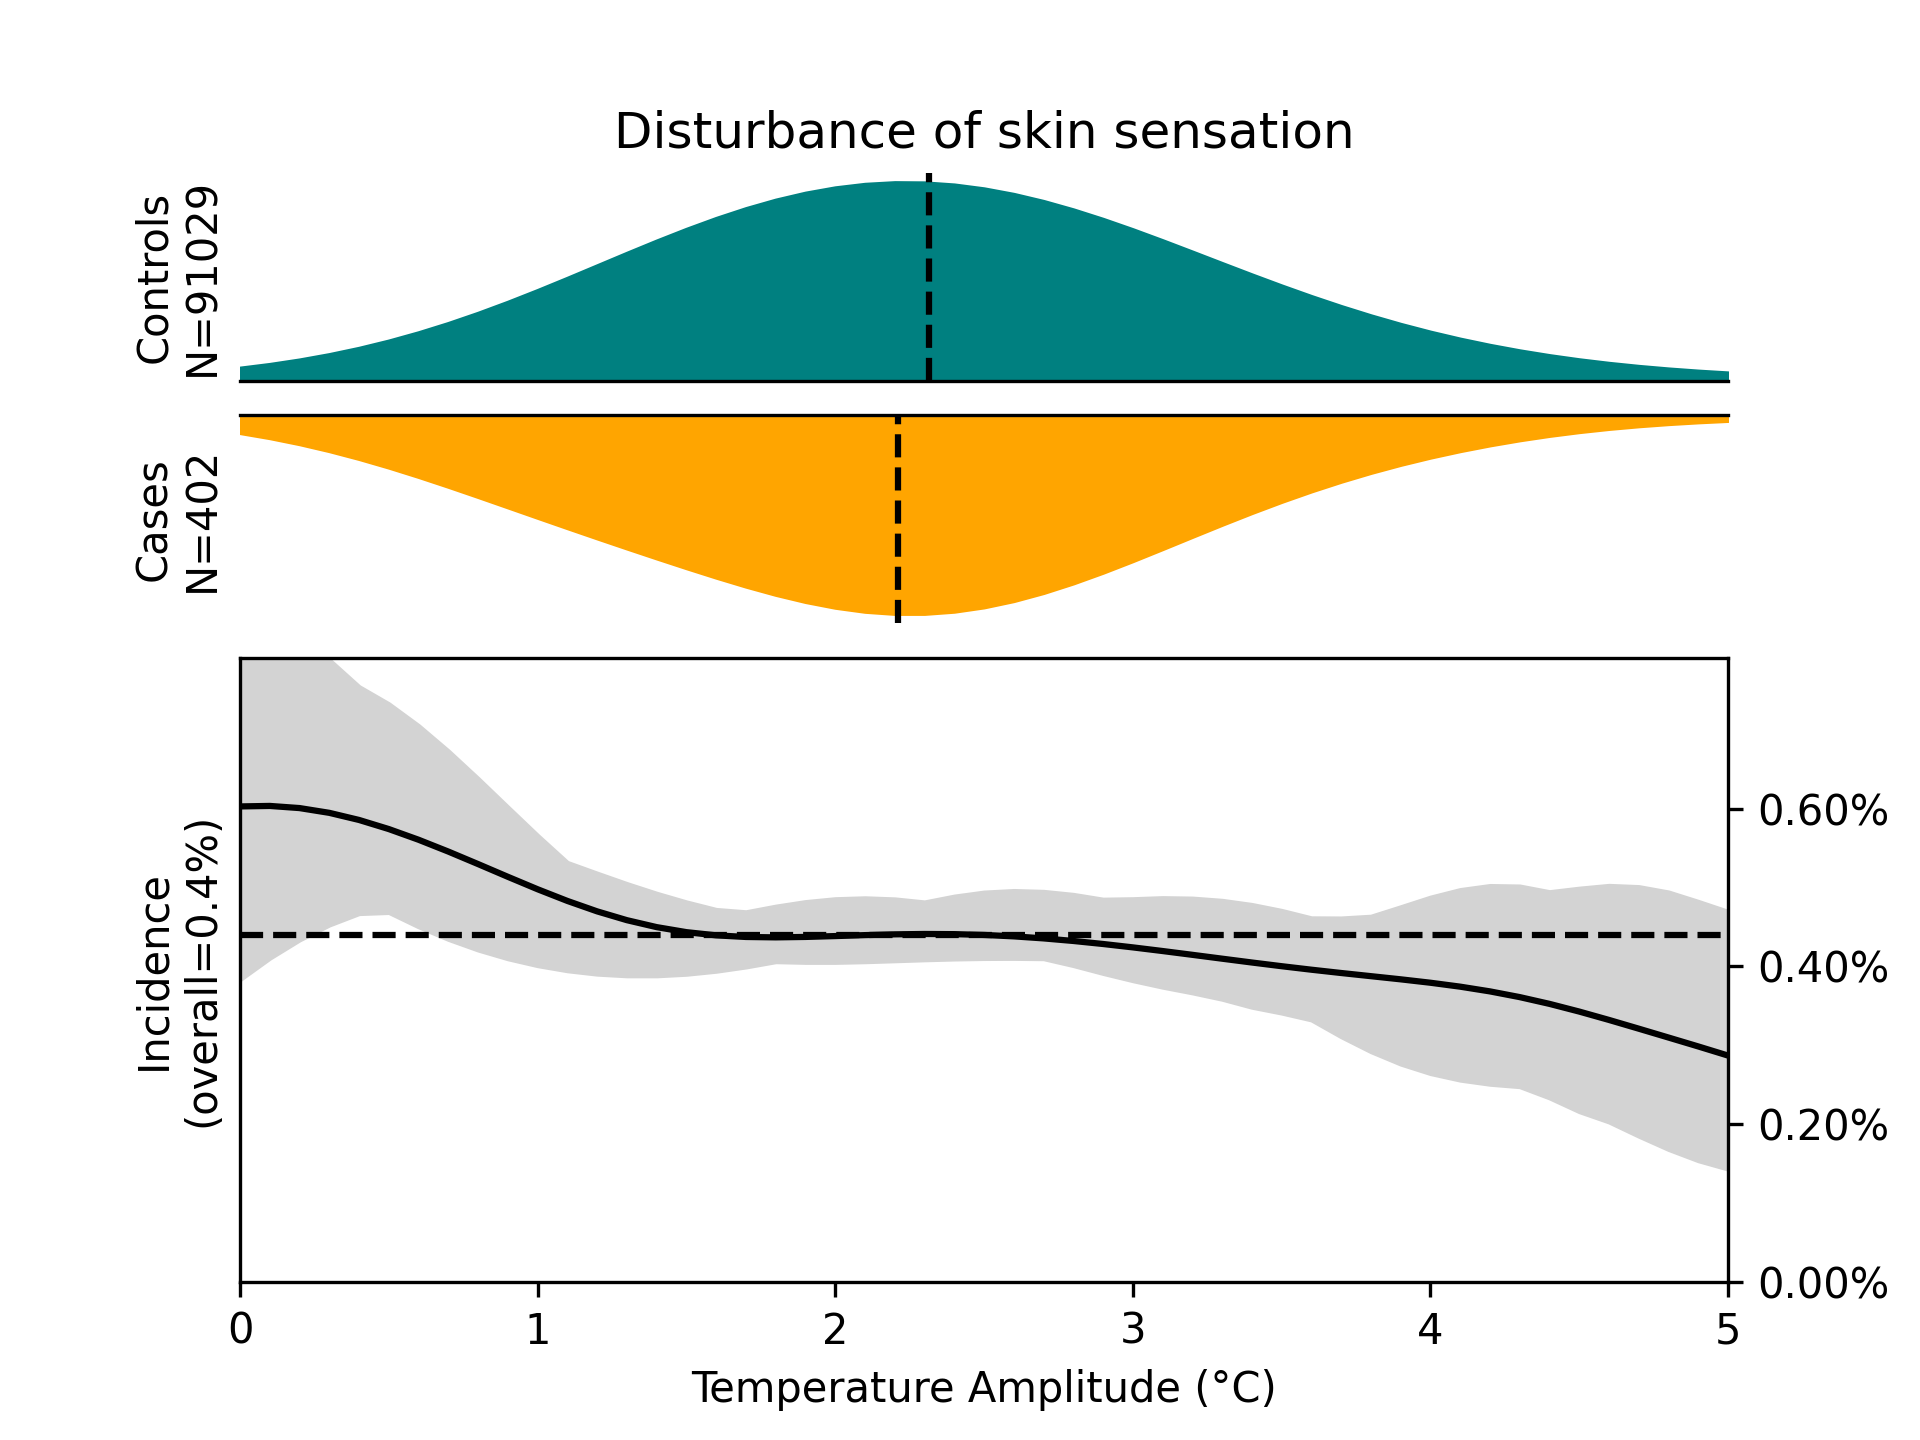 Disturbance of skin sensation
Controls
N=91029
Cases
N=402
Incidence
(overall=0.4%)
0.60%
0.40%
0.20%
0.00%
0 1 2 3 4 5
Temperature Amplitude (°C)